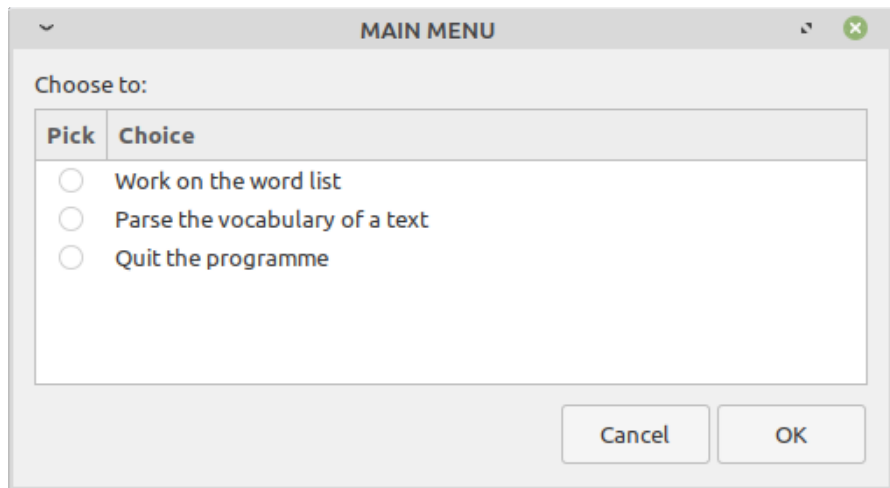 MAIN MENU
Choose to:
Pick Choice
Work on the word list
Parse the vocabulary of a text
Quit the programme
Cancel OK